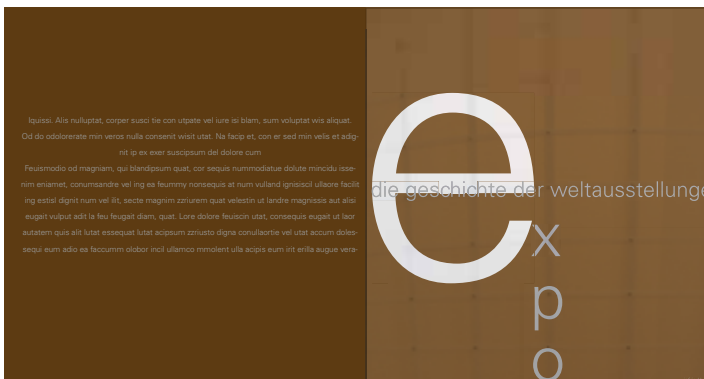 Iquissi. Alis nulluptat, corper susci tie con utpate vel iure isi blam, sum voluptat wis aliquat.
Od do odolorerate min veros nulla consenit wisit utat. Na facip et, con er sed min velis et adig-
nit ip ex exer suscipsum del dolore cum
Feuismodio od magniam, qui blandipsum quat, cor sequis nummodiatue dolute mincidu isse-
nim eniamet, conumsandre vel ing ea feummy nonsequis at num vulland ignisicol ullaore facilit
ing estisl dignit num vel ilit, secte magnim zzriurem quat velestin ut landre magnissis aut alisi
eugait vulput adit la feu feugait diam, quat. Lore dolore feuiscin utat, consequis eugait ut laor
autatem quis alit lutat essequat lutat acipsum zzriusto digna conullaortie vel utat accum doles-
sequi eum adio ea faccumm olobor incil ullamco mmolent ulla acipis eum irit erilla augue vera-
e
die geschichte der weltausstellunge
x
p
o